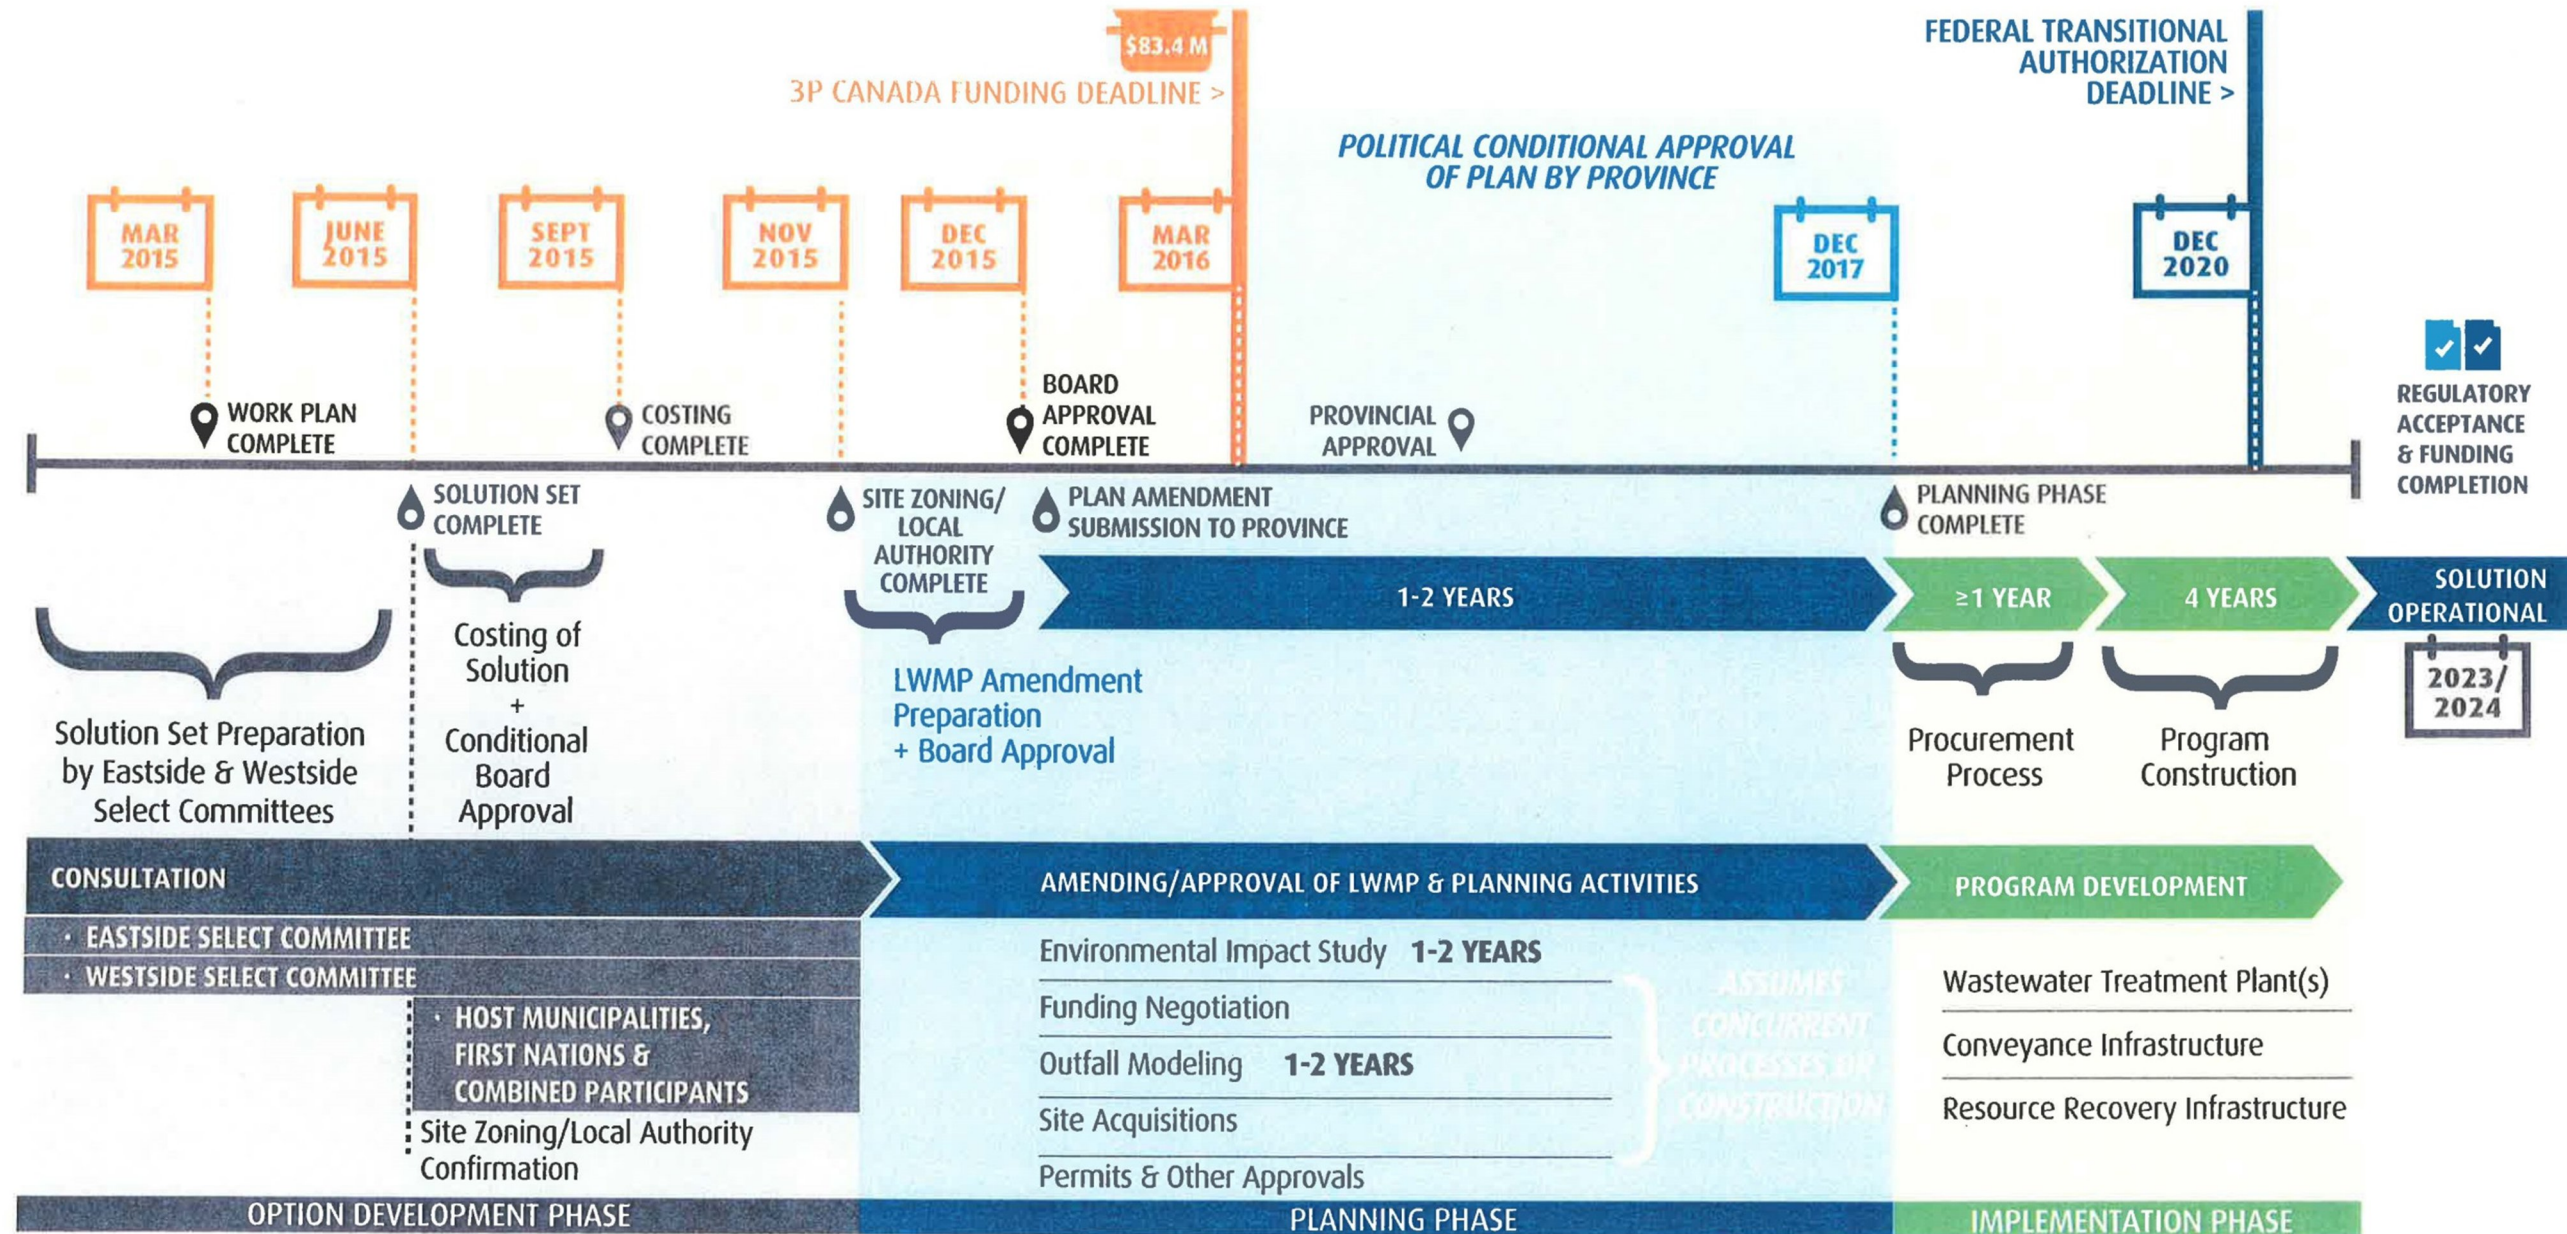 $83.4 M
3P CANADA FUNDING DEADLINE >
FEDERAL TRANSITIONAL
AUTHORIZATION
DEADLINE >
POLITICAL CONDITIONAL APPROVAL
OF PLAN BY PROVINCE
MAR
2015
JUNE
2015
SEPT
2015
NOV
2015
DEC
2015
MAR
2016
DEC
2017
DEC
2020
WORK PLAN
COMPLETE
COSTING
COMPLETE
BOARD
APPROVAL
COMPLETE
PROVINCIAL
APPROVAL
REGULATORY
ACCEPTANCE
& FUNDING
COMPLETION
SOLUTION SET
COMPLETE
SITE ZONING/
LOCAL
AUTHORITY
COMPLETE
PLAN AMENDMENT
SUBMISSION TO PROVINCE
PLANNING PHASE
COMPLETE
1-2 YEARS
≥1 YEAR
4 YEARS
SOLUTION
OPERATIONAL
2023/
2024
Solution Set Preparation
by Eastside & Westside
Select Committees
Costing of
Solution
+
Conditional
Board
Approval
LWMP Amendment
Preparation
+ Board Approval
Procurement
Process
Program
Construction
CONSULTATION
AMENDING/APPROVAL OF LWMP & PLANNING ACTIVITIES
PROGRAM DEVELOPMENT
· EASTSIDE SELECT COMMITTEE
· WESTSIDE SELECT COMMITTEE
· HOST MUNICIPALITIES,
FIRST NATIONS &
COMBINED PARTICIPANTS
Site Zoning/Local Authority
Confirmation
Environmental Impact Study 1-2 YEARS
Funding Negotiation
Outfall Modeling 1-2 YEARS
Site Acquisitions
Permits & Other Approvals
ASSUMES
CONCURRENT
PROCESSES OR
CONSTRUCTION
Wastewater Treatment Plant(s)
Conveyance Infrastructure
Resource Recovery Infrastructure
OPTION DEVELOPMENT PHASE
PLANNING PHASE
IMPLEMENTATION PHASE